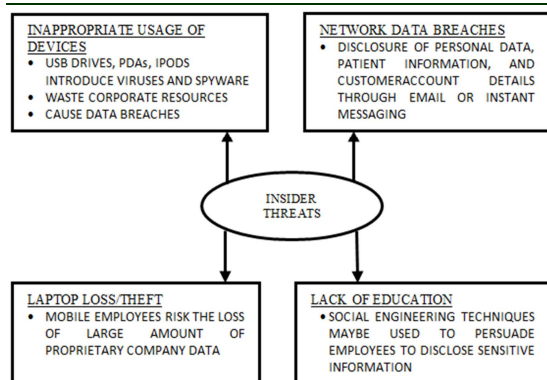 INAPPROPRIATE USAGE OF
DEVICES
• USB DRIVES, PDAs, IPODS
INTRODUCE VIRUSES AND SPYWARE
• WASTE CORPORATE RESOURCES
• CAUSE DATA BREACHES
NETWORK DATA BREACHES
• DISCLOSURE OF PERSONAL DATA,
PATIENT INFORMATION, AND
CUSTOMERACCOUNT DETAILS
THROUGH EMAIL OR INSTANT
MESSAGING
INSIDER
THREATS
LAPTOP LOSS/THEFT
• MOBILE EMPLOYEES RISK THE LOSS
OF LARGE AMOUNT OF
PROPRIETARY COMPANY DATA
LACK OF EDUCATION
• SOCIAL ENGINEERING TECHNIQUES
MAYBE USED TO PERSUADE
EMPLOYEES TO DISCLOSE SENSITIVE
INFORMATION